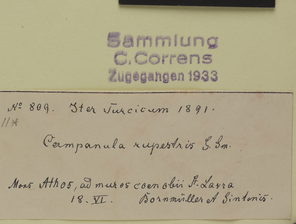 Sammlung
C. Correns
Zugegangen 1933
No 809. Iter Turcicum 1891.
Campanula rupestris S. Sm.
Mons Athos, ad muros coenobii H. Lavra
18. VI. Bornmüller et Sintenis.